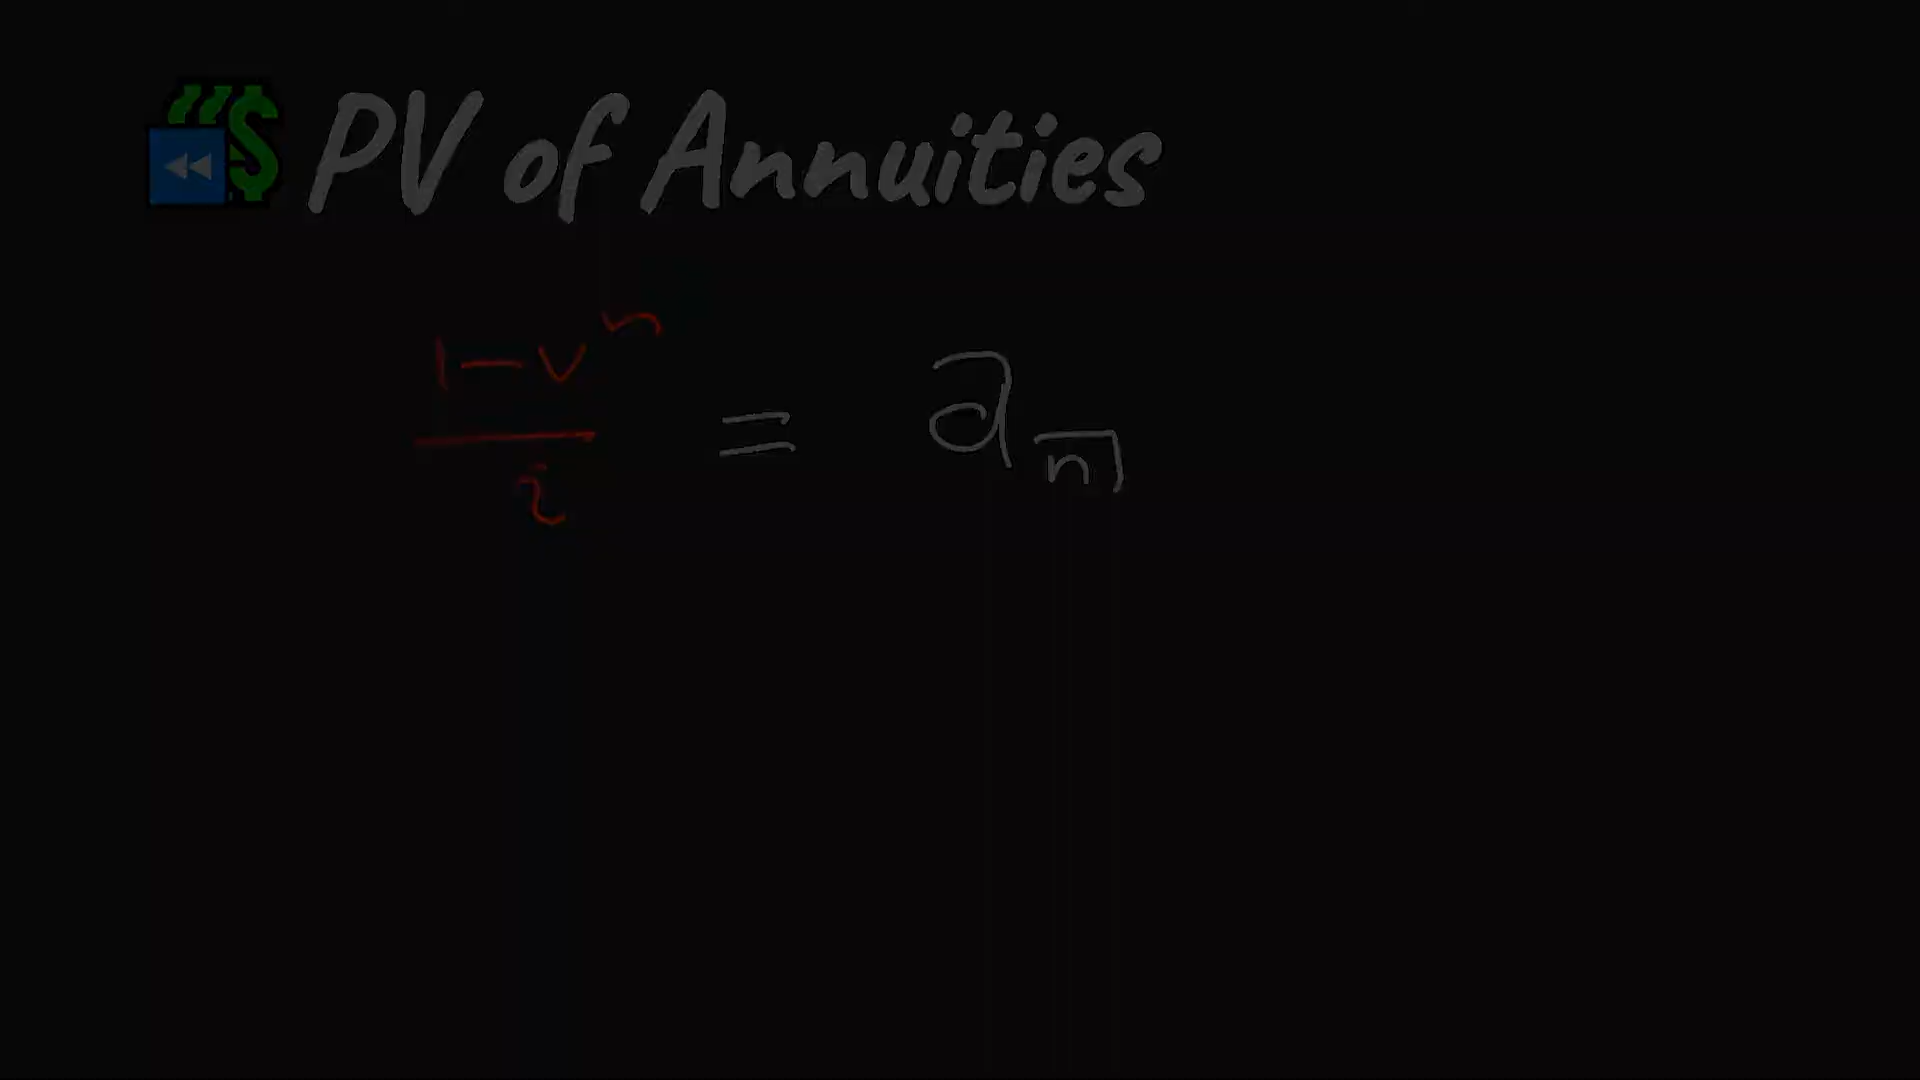 PV of Annuities
1-v^n
/ i = a_n┐